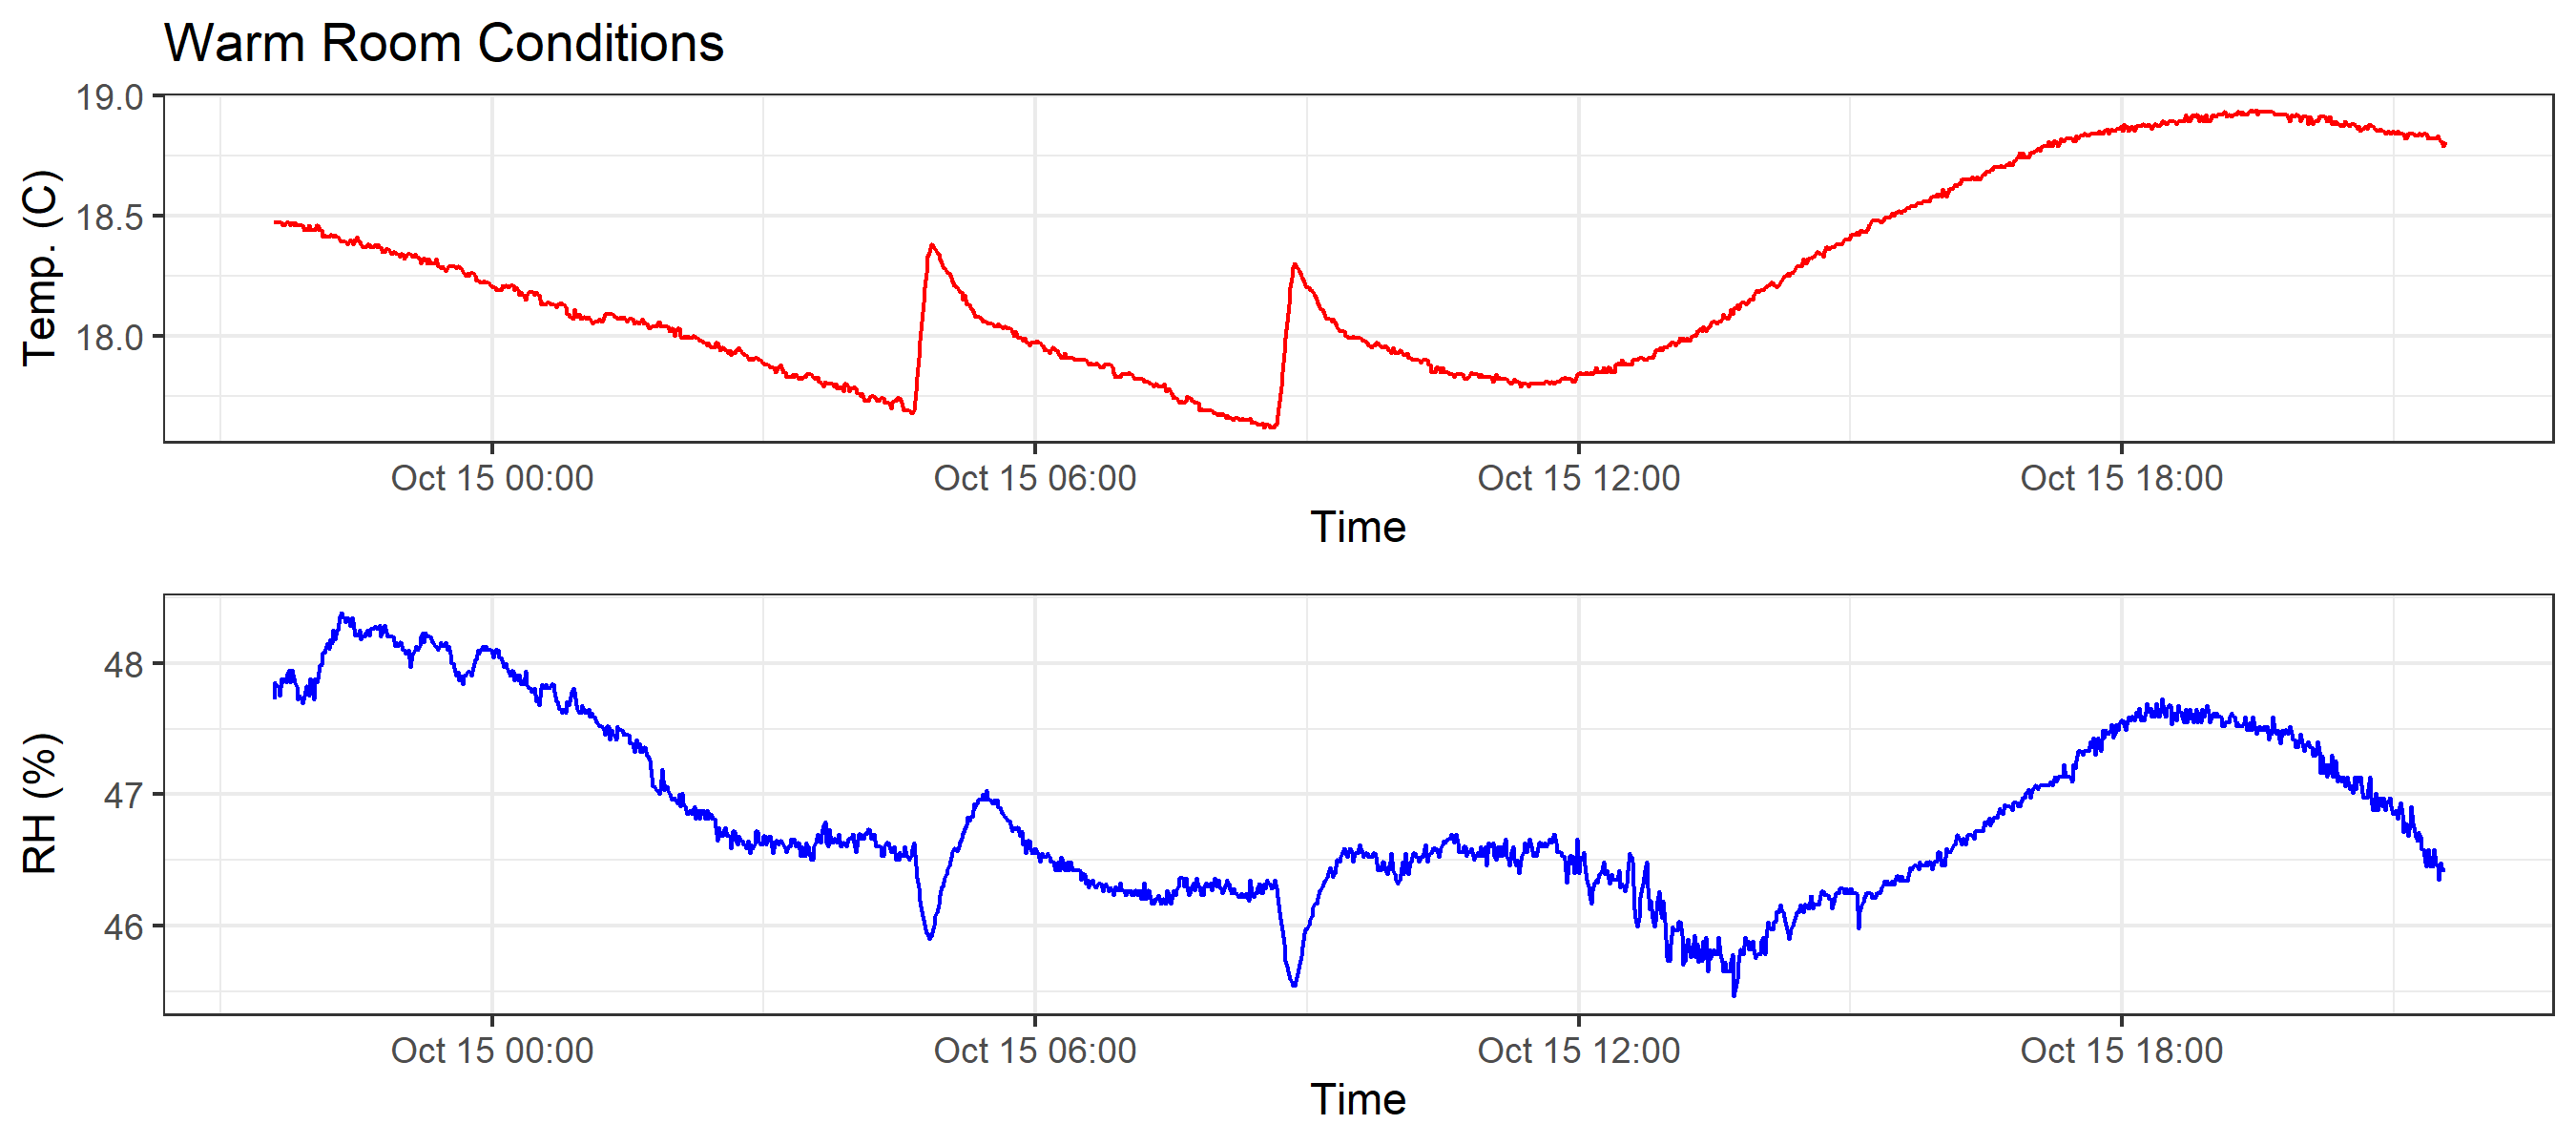 Warm Room Conditions
19.0
18.5
18.0
Temp. (C)
Oct 15 00:00 Oct 15 06:00 Oct 15 12:00 Oct 15 18:00
Time
48
47
46
RH (%)
Oct 15 00:00 Oct 15 06:00 Oct 15 12:00 Oct 15 18:00
Time